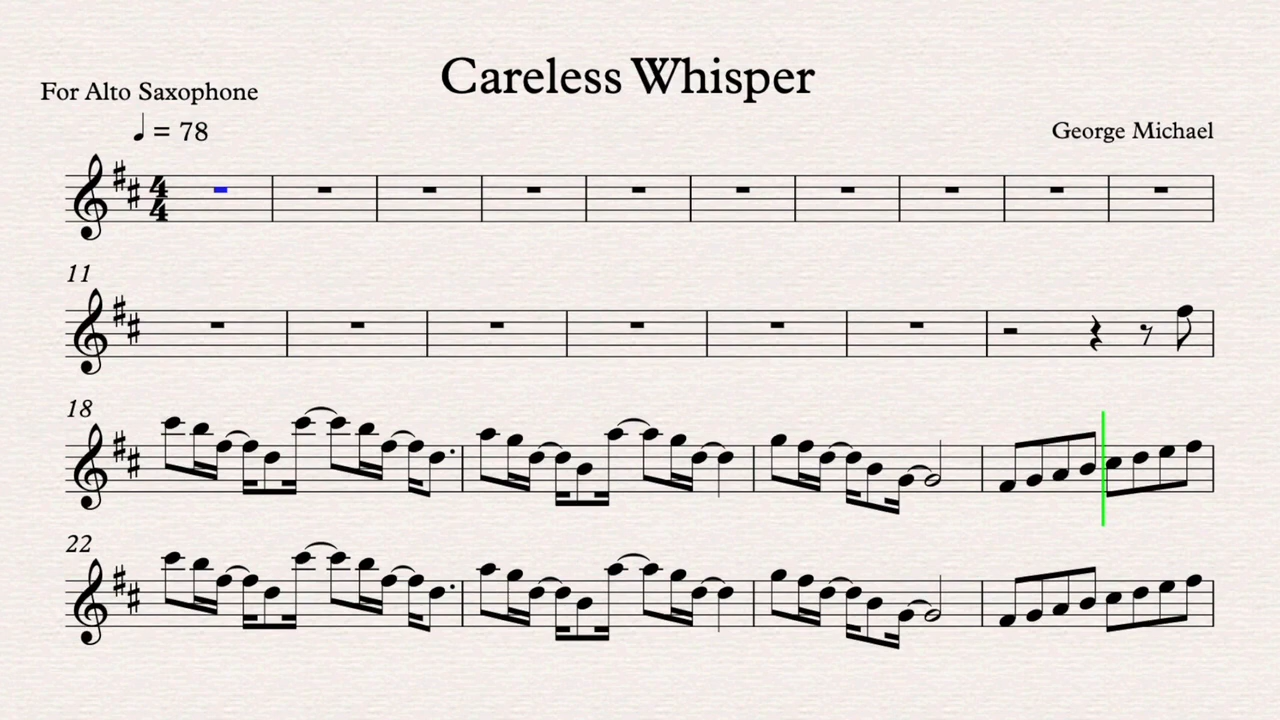 Careless Whisper
For Alto Saxophone
♩ = 78
George Michael
4
4
11
18
22